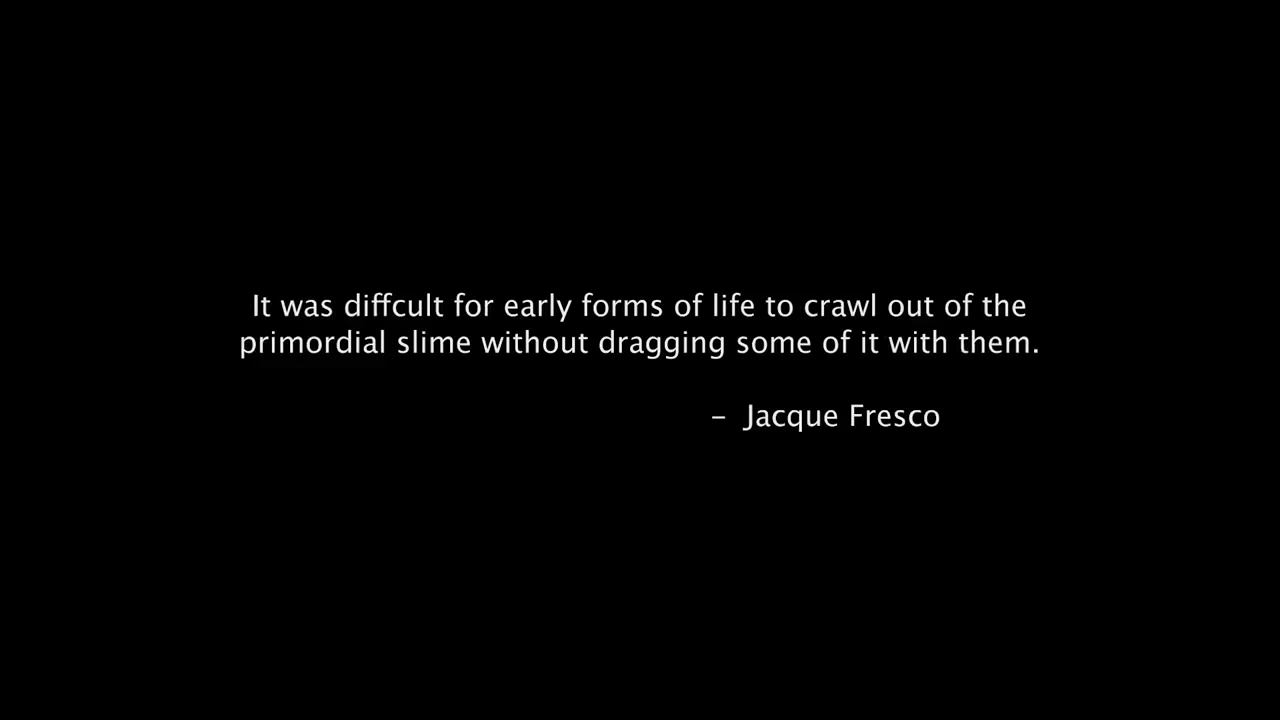 It was diffcult for early forms of life to crawl out of the
primordial slime without dragging some of it with them.
– Jacque Fresco